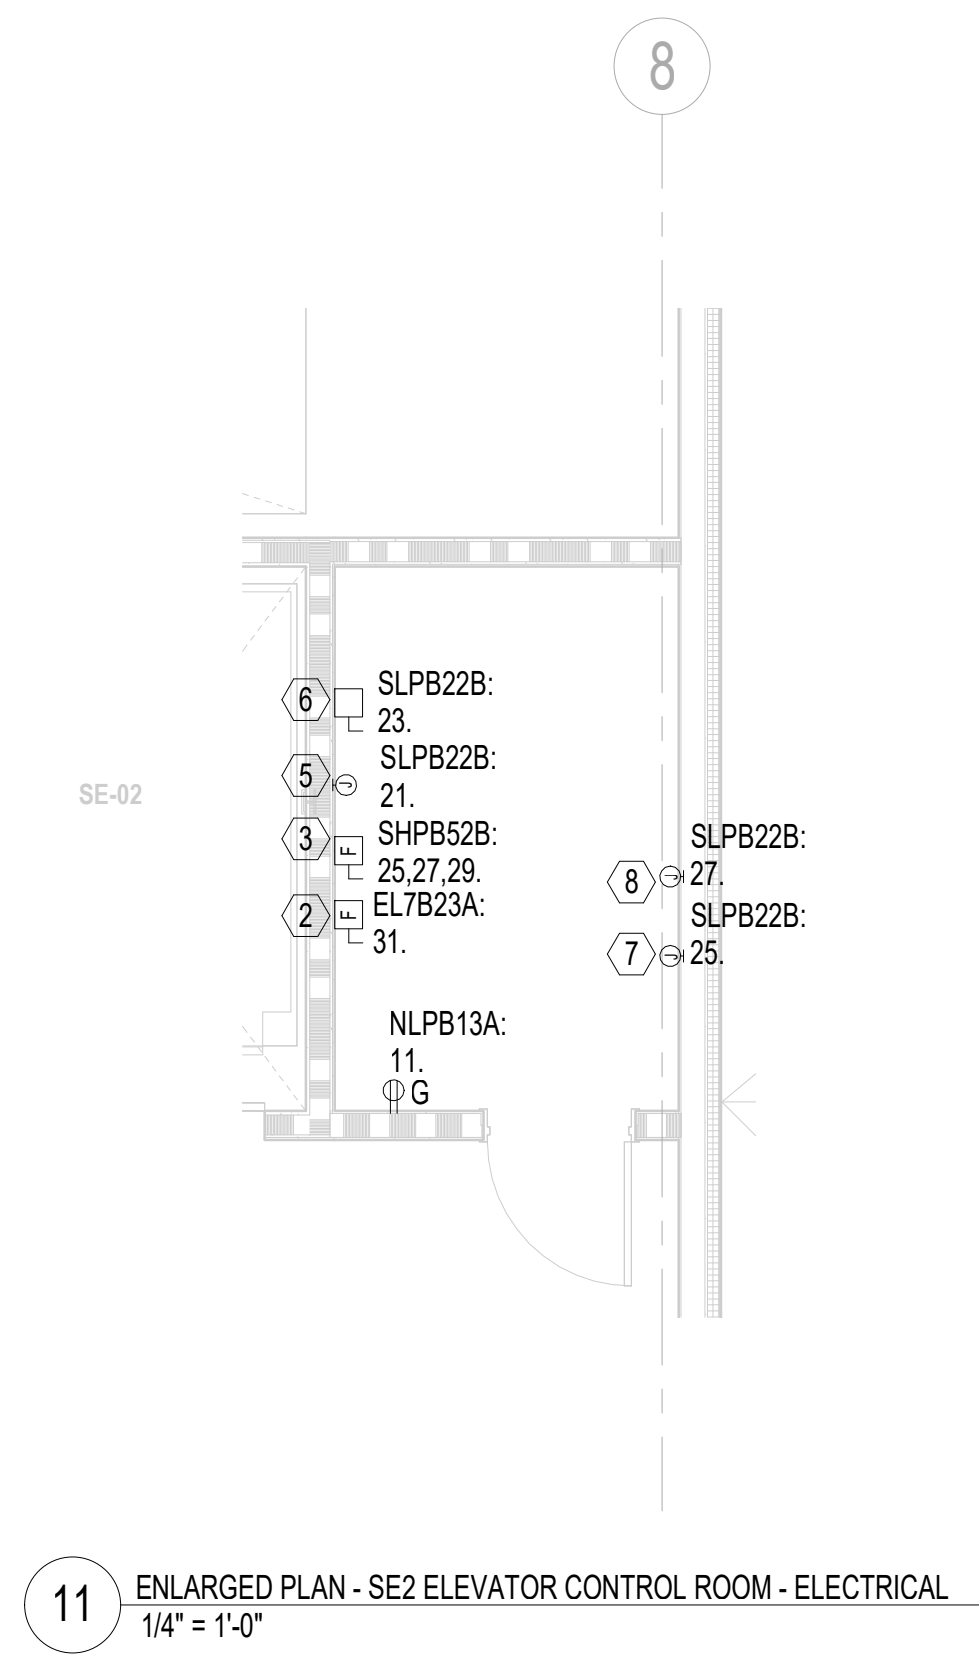 8
6
SLPB22B:
23.
5
J
SLPB22B:
21.
SE-02
3
F
SHPB52B:
25,27,29.
2
F
EL7B23A:
31.
8
J
SLPB22B:
27.
7
J
SLPB22B:
25.
NLPB13A:
11.
G
11
ENLARGED PLAN - SE2 ELEVATOR CONTROL ROOM - ELECTRICAL
1/4" = 1'-0"